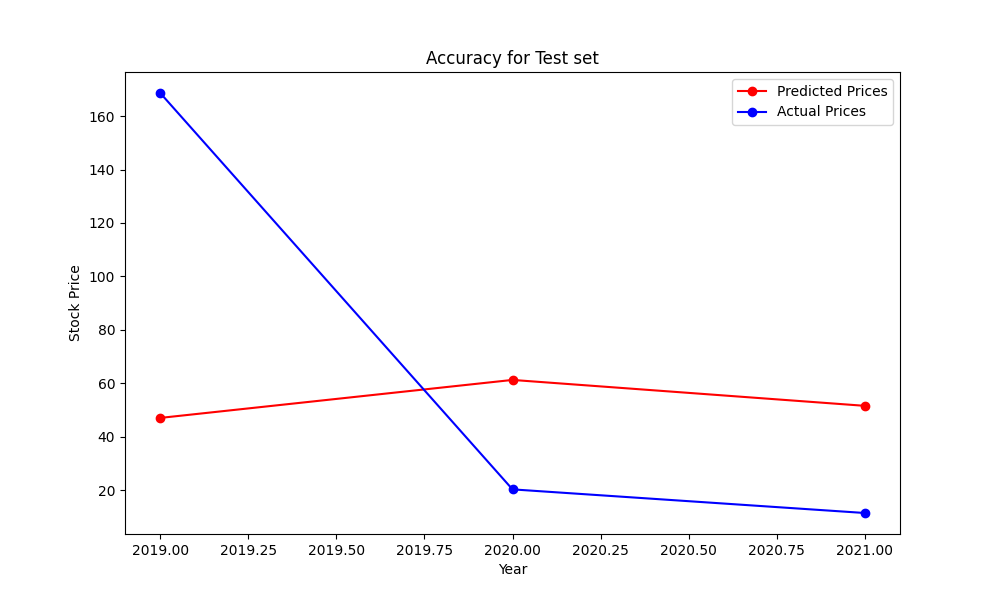 Accuracy for Test set
Predicted Prices
Actual Prices
Stock Price
160
140
120
100
80
60
40
20
2019.00 2019.25 2019.50 2019.75 2020.00 2020.25 2020.50 2020.75 2021.00
Year